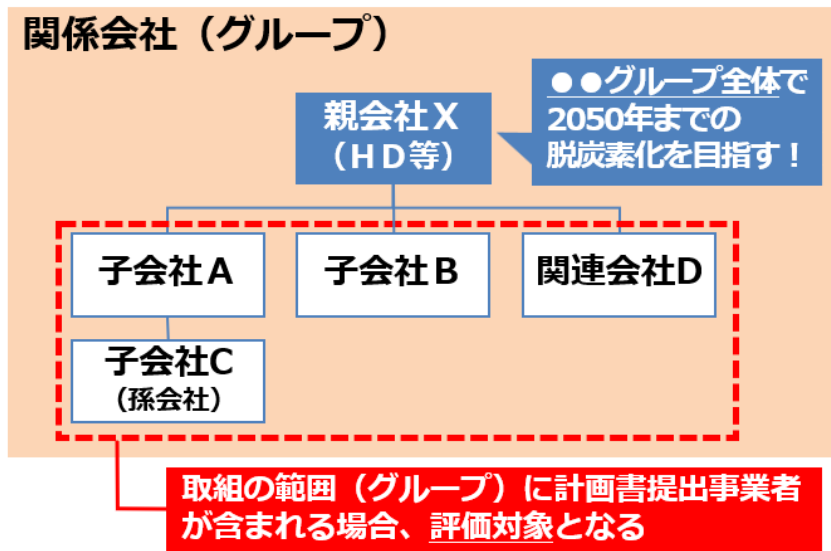 関係会社（グループ）
親会社Ｘ
（ＨＤ等）
●●グループ全体で
2050年までの
脱炭素化を目指す！
子会社Ａ
子会社Ｂ
関連会社D
子会社C
（孫会社）
取組の範囲（グループ）に計画書提出事業者
が含まれる場合、評価対象となる